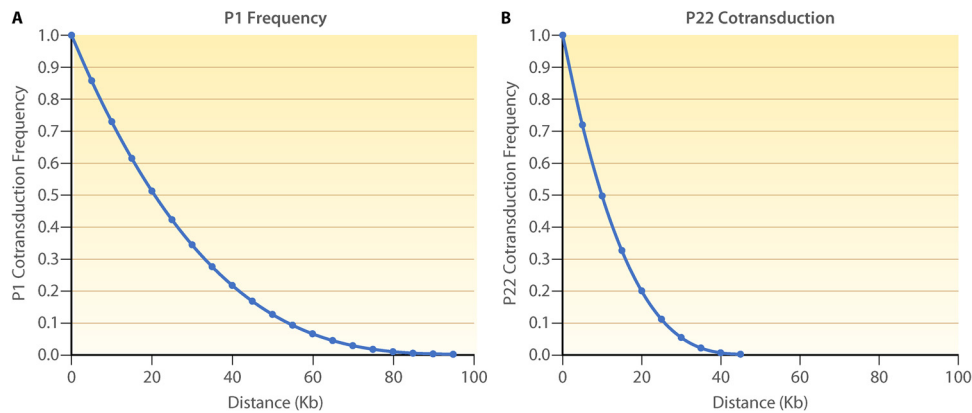 A
P1 Frequency
1.0
0.9
0.8
0.7
0.6
0.5
0.4
0.3
0.2
0.1
0.0
P1 Cotransduction Frequency
0 20 40 60 80 100
Distance (Kb)
B
P22 Cotransduction
1.0
0.9
0.8
0.7
0.6
0.5
0.4
0.3
0.2
0.1
0.0
P22 Cotransduction Frequency
0 20 40 60 80 100
Distance (Kb)